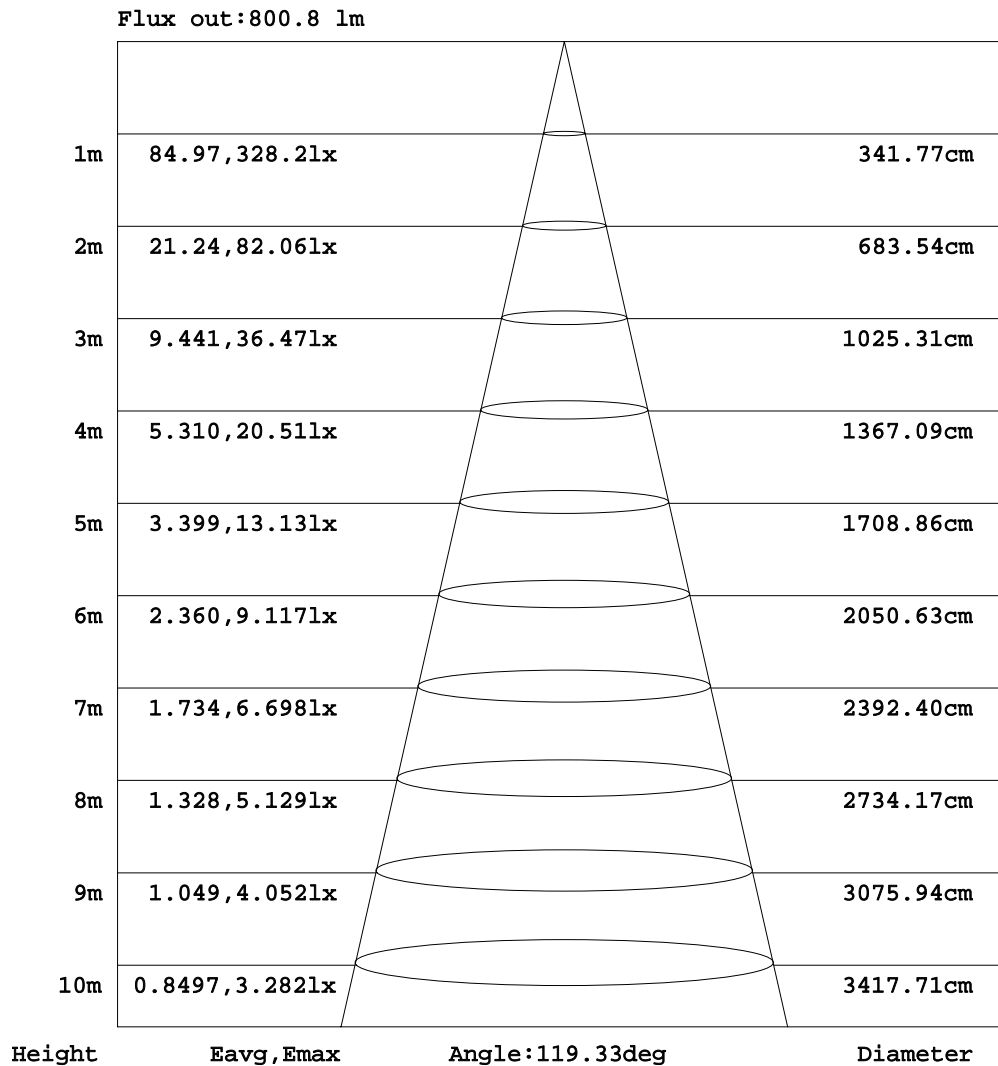 Flux out:800.8 lm
1m 84.97,328.2lx 341.77cm
2m 21.24,82.06lx 683.54cm
3m 9.441,36.47lx 1025.31cm
4m 5.310,20.51lx 1367.09cm
5m 3.399,13.13lx 1708.86cm
6m 2.360,9.117lx 2050.63cm
7m 1.734,6.698lx 2392.40cm
8m 1.328,5.129lx 2734.17cm
9m 1.049,4.052lx 3075.94cm
10m 0.8497,3.282lx 3417.71cm
Height Eavg,Emax Angle:119.33deg Diameter